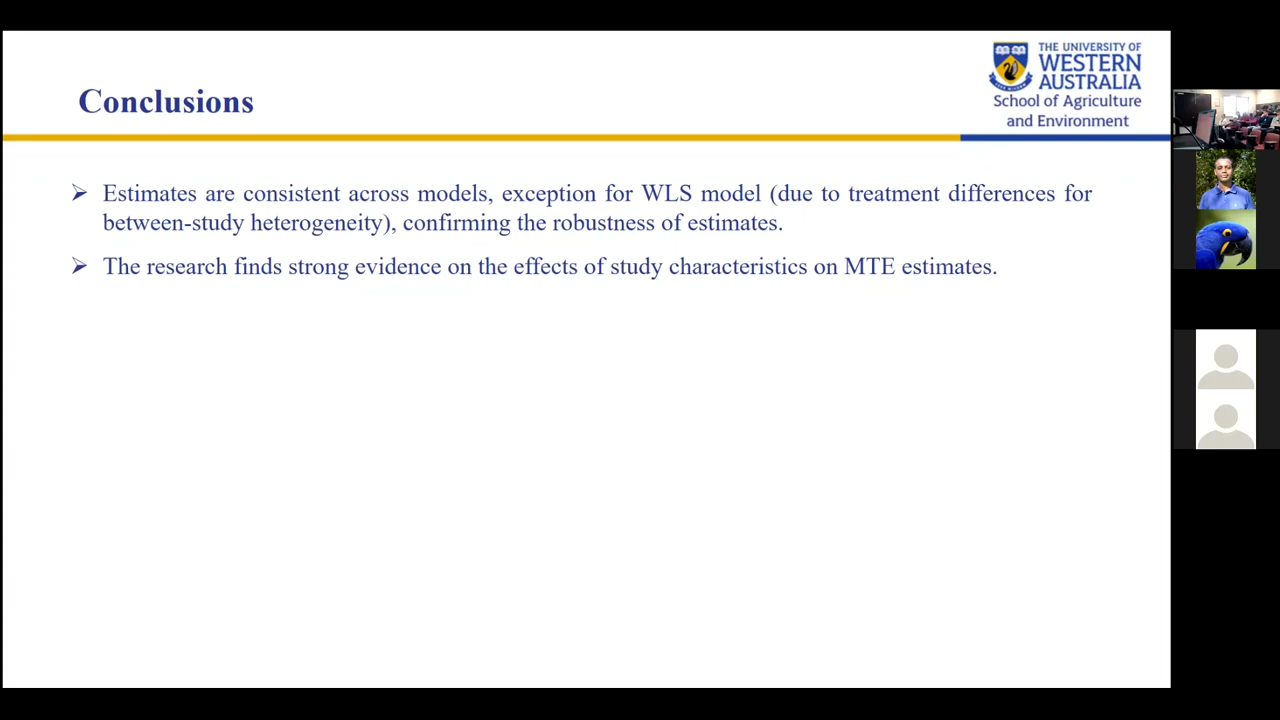 THE UNIVERSITY OF
WESTERN
AUSTRALIA
School of Agriculture
and Environment
Conclusions
Estimates are consistent across models, exception for WLS model (due to treatment differences for
between-study heterogeneity), confirming the robustness of estimates.
The research finds strong evidence on the effects of study characteristics on MTE estimates.